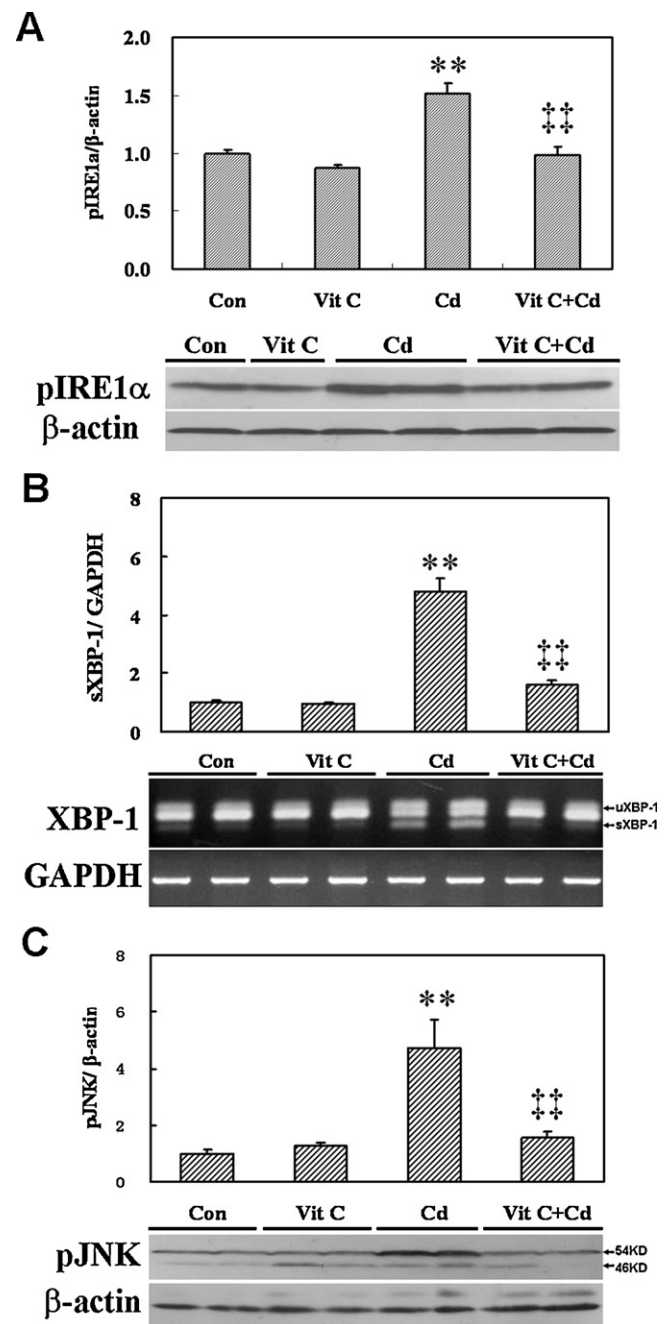 A
pIRE1a/β-actin
2.0
1.5
1.0
0.5
0.0
**
‡‡
‡‡
Con Vit C Cd Vit C+Cd
Con Vit C Cd Vit C+Cd
pIRE1α
β-actin
B
sXBP-1/ GAPDH
8
6
4
2
0
**
‡‡
‡‡
Con Vit C Cd Vit C+Cd
XBP-1
←uXBP-1
←sXBP-1
GAPDH
C
pJNK/ β-actin
8
6
4
2
0
**
‡‡
‡‡
Con Vit C Cd Vit C+Cd
pJNK
←54KD
←46KD
β-actin